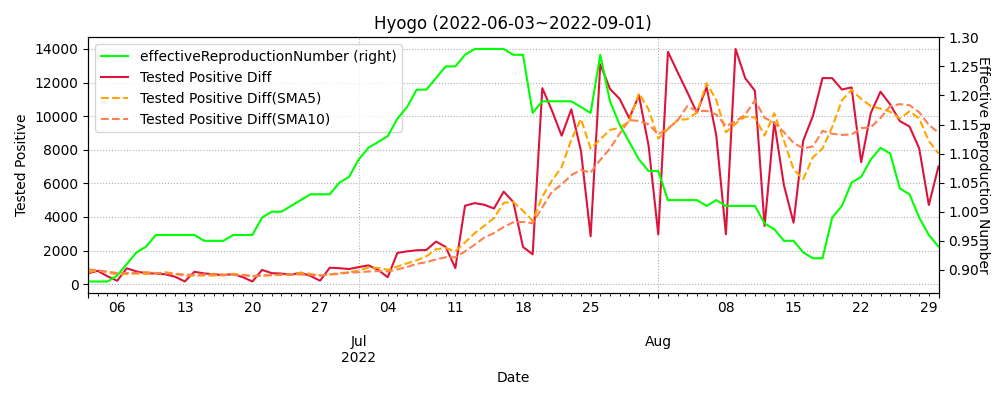 Hyogo (2022-06-03~2022-09-01)
effectiveReproductionNumber (right)
Tested Positive Diff
Tested Positive Diff(SMA5)
Tested Positive Diff(SMA10)
Tested Positive
14000
12000
10000
8000
6000
4000
2000
0
1.30
1.25
1.20
1.15
1.10
1.05
1.00
0.95
0.90
Effective Reproduction Number
06 13 20 27 04 11 18 25 08 15 22 29
Jul Aug
2022
Date